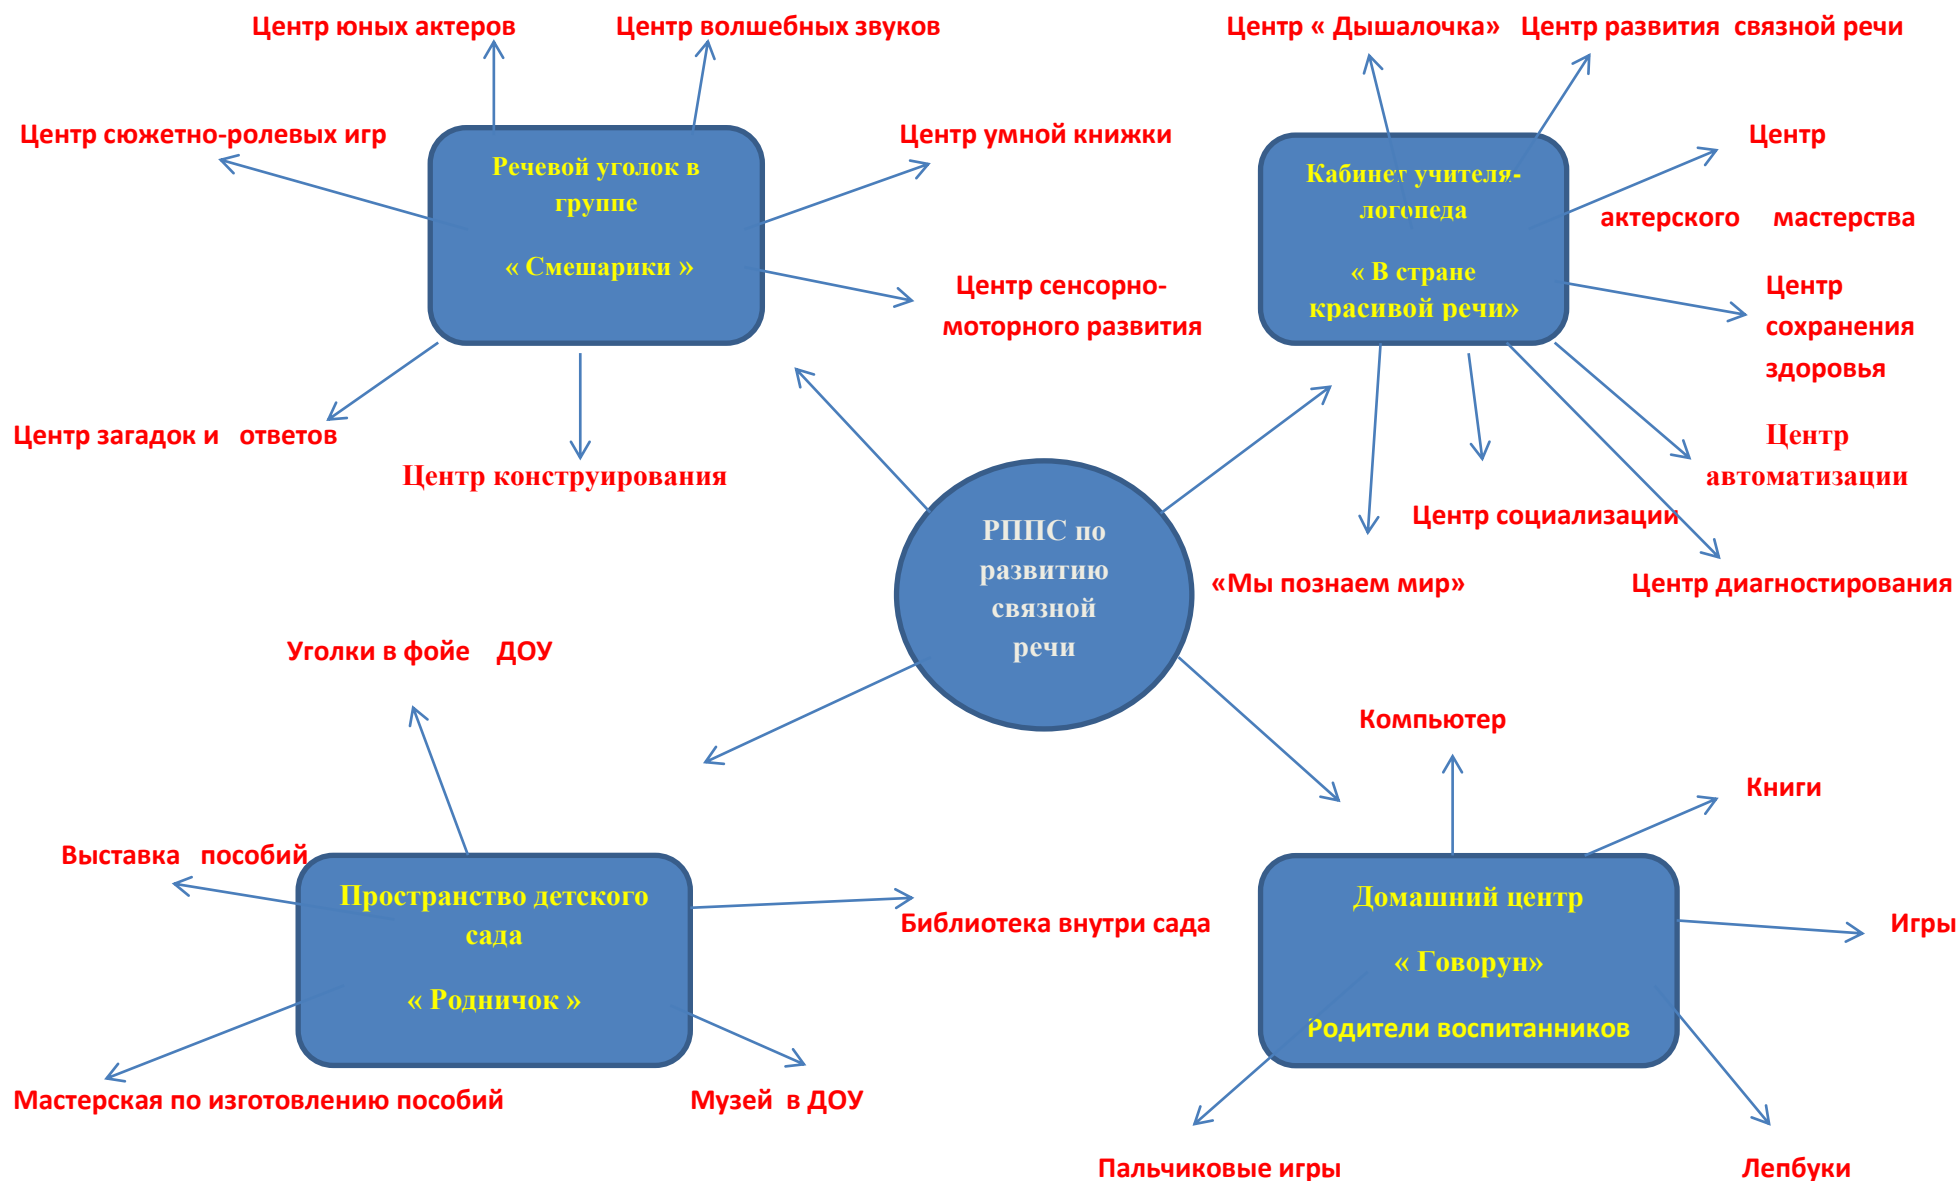 Центр юных актеров
Центр волшебных звуков
Центр « Дышалочка»
Центр развития связной речи
Центр сюжетно-ролевых игр
Речевой уголок в
группе
« Смешарики »
Центр умной книжки
Кабинет учителя-
логопеда
« В стране
красивой речи»
Центр
актерского мастерства
Центр сенсорно-
моторного развития
Центр
сохранения
здоровья
Центр загадок и ответов
Центр конструирования
Центр
автоматизации
Центр социализации
«Мы познаем мир»
Центр диагностирования
РППС по
развитию
связной
речи
Уголки в фойе ДОУ
Компьютер
Книги
Выставка пособий
Пространство детского
сада
« Родничок »
Библиотека внутри сада
Домашний центр
« Говорун»
Родители воспитанников
Игры
Мастерская по изготовлению пособий
Музей в ДОУ
Пальчиковые игры
Лепбуки